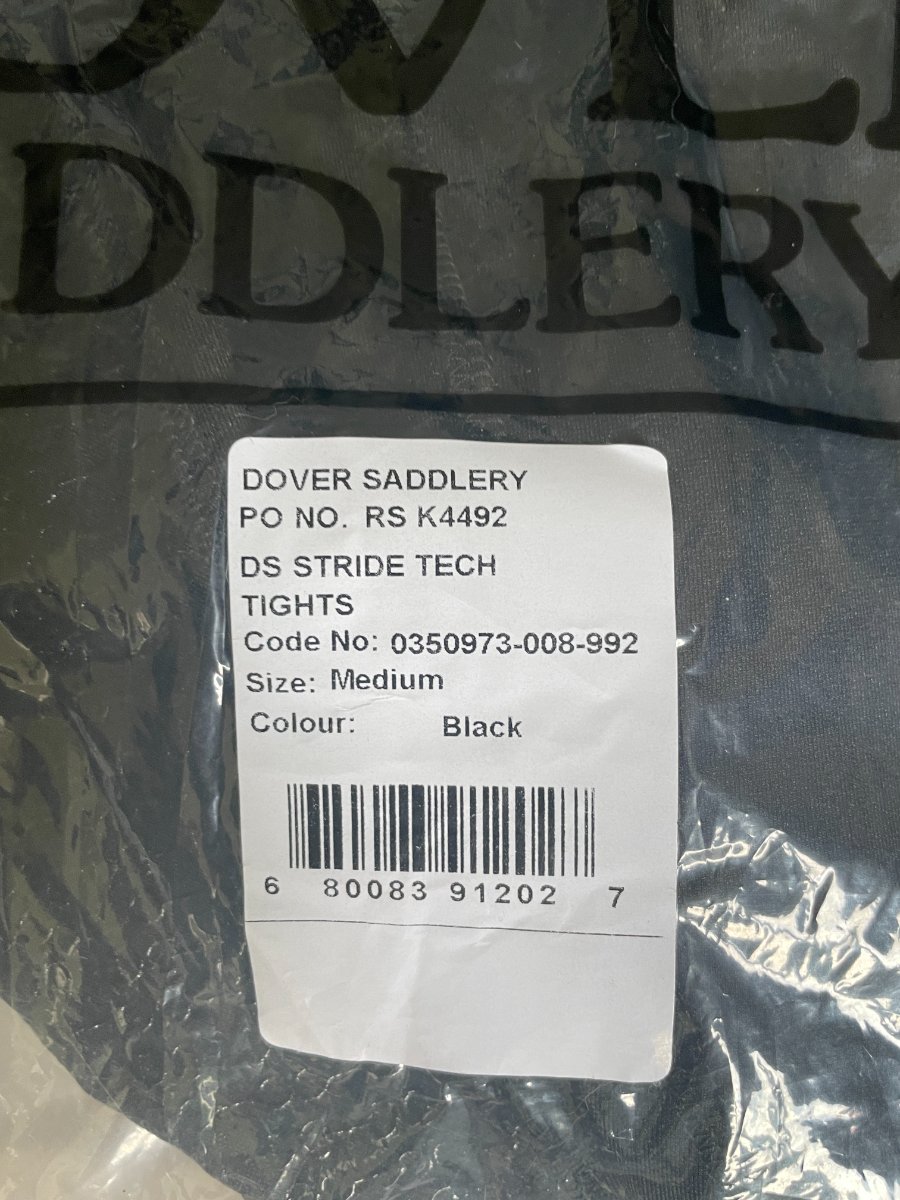 DDLERY
DOVER SADDLERY
PO NO. RS K4492
DS STRIDE TECH
TIGHTS
Code No: 0350973-008-992
Size: Medium
Colour: Black
6 80083 91202 7